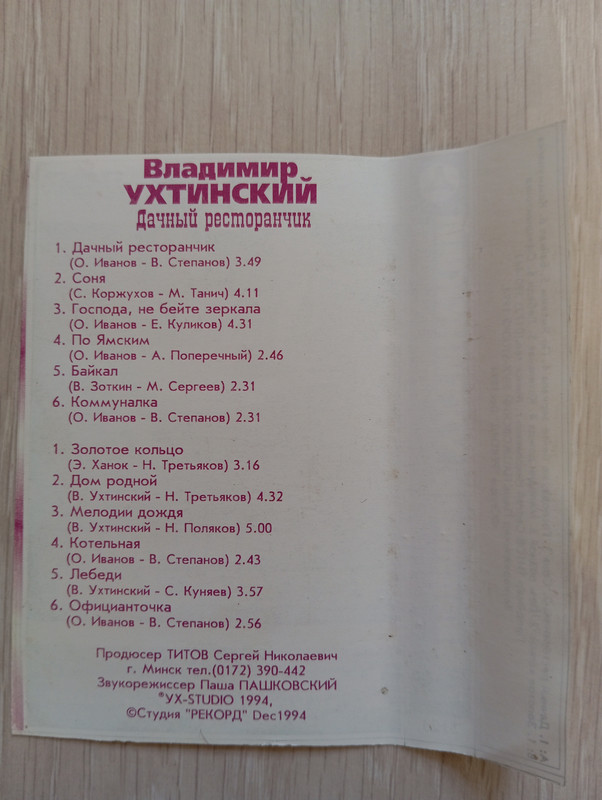 Владимир
УХТИНСКИЙ
Дачный ресторанчик
1. Дачный ресторанчик
(О. Иванов - В. Степанов) 3.49
2. Соня
(С. Коржухов - М. Танич) 4.11
3. Господа, не бейте зеркала
(О. Иванов - Е. Куликов) 4.31
4. По Ямским
(О. Иванов - А. Поперечный) 2.46
5. Байкал
(В. Зоткин - М. Сергеев) 2.31
6. Коммуналка
(О. Иванов - В. Степанов) 2.31
1. Золотое кольцо
(Э. Ханок - Н. Третьяков) 3.16
2. Дом родной
(В. Ухтинский - Н. Третьяков) 4.32
3. Мелодии дождя
(В. Ухтинский - Н. Поляков) 5.00
4. Котельная
(О. Иванов - В. Степанов) 2.43
5. Лебеди
(В. Ухтинский - С. Куняев) 3.57
6. Официанточка
(О. Иванов - В. Степанов) 2.56
Продюсер ТИТОВ Сергей Николаевич
г. Минск тел.(0172) 390-442
Звукорежиссер Паша ПАШКОВСКИЙ
®УХ-STUDIO 1994,
©Студия "РЕКОРД" Dec1994